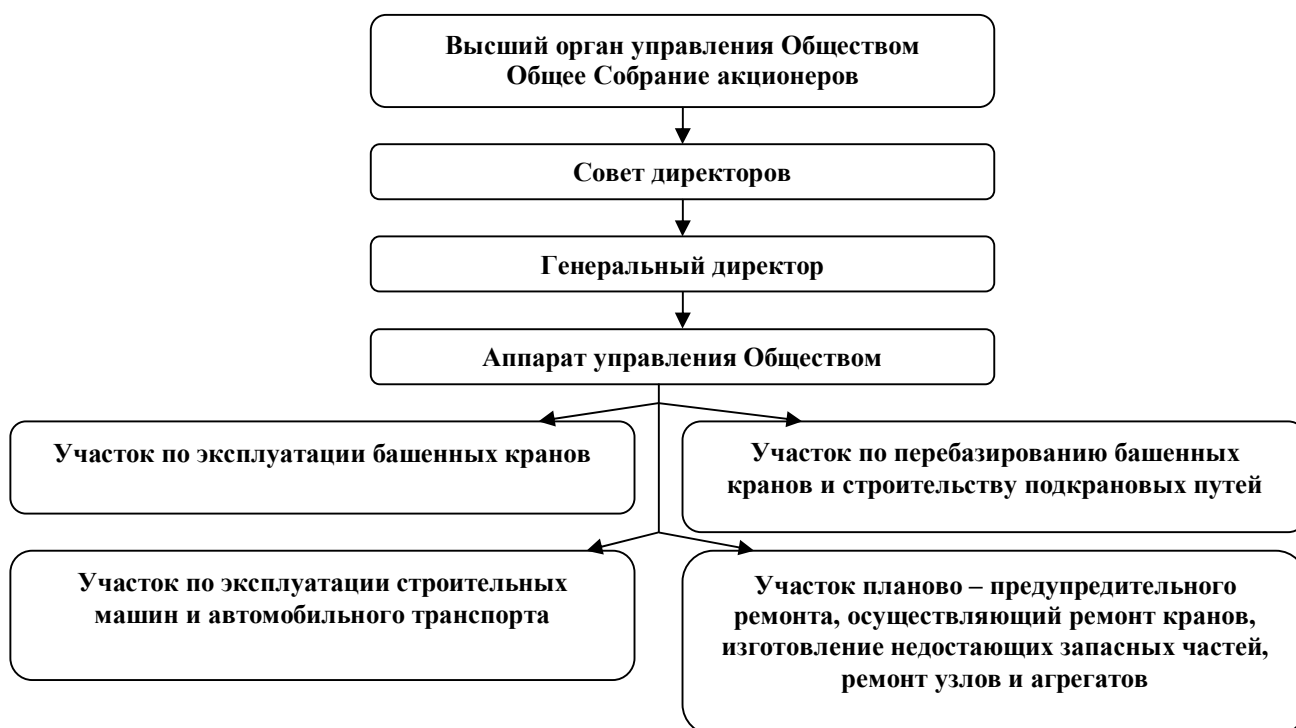 Высший орган управления Обществом
Общее Собрание акционеров
Совет директоров
Генеральный директор
Аппарат управления Обществом
Участок по эксплуатации башенных кранов
Участок по перебазированию башенных
кранов и строительству подкрановых путей
Участок по эксплуатации строительных
машин и автомобильного транспорта
Участок планово – предупредительного
ремонта, осуществляющий ремонт кранов,
изготовление недостающих запасных частей,
ремонт узлов и агрегатов